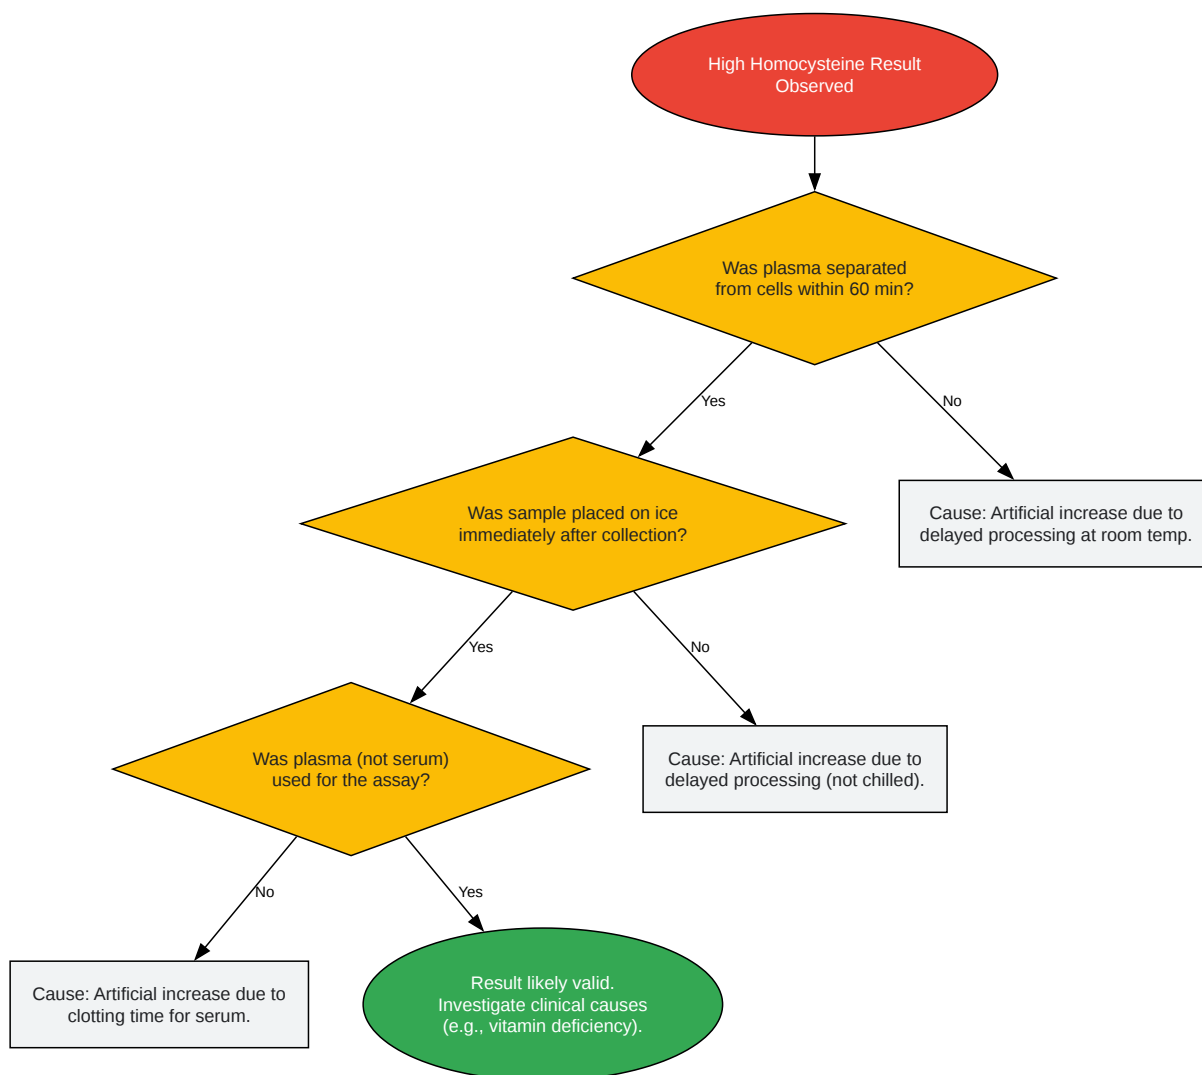 High Homocysteine Result
Observed
Was plasma separated
from cells within 60 min?
Yes
No
Was sample placed on ice
immediately after collection?
Cause: Artificial increase due to
delayed processing at room temp.
Yes
No
Was plasma (not serum)
used for the assay?
Cause: Artificial increase due to
delayed processing (not chilled).
No
Yes
Cause: Artificial increase due to
clotting time for serum.
Result likely valid.
Investigate clinical causes
(e.g., vitamin deficiency).